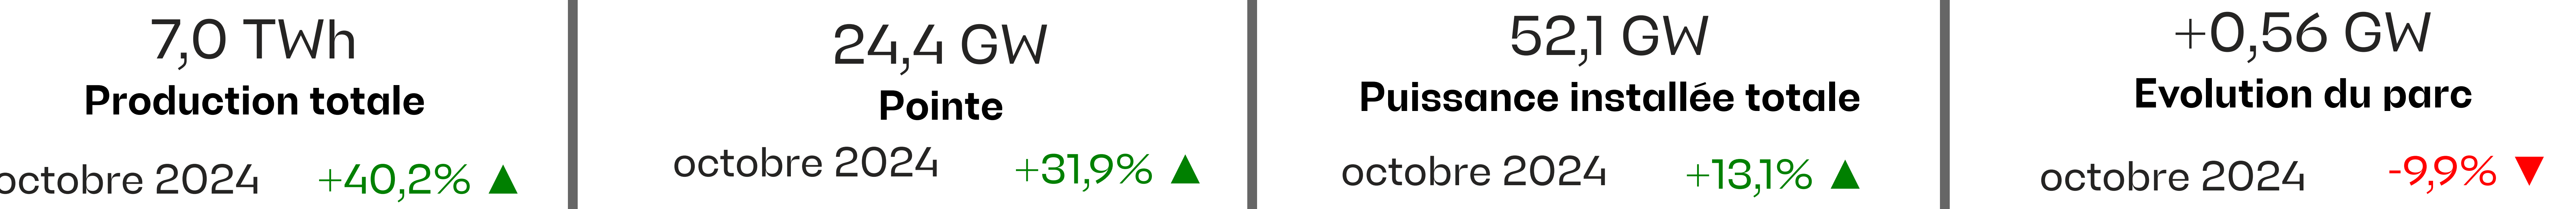 7,0 TWh
Production totale
octobre 2024 +40,2% ▲
24,4 GW
Pointe
octobre 2024 +31,9% ▲
52,1 GW
Puissance installée totale
octobre 2024 +13,1% ▲
+0,56 GW
Evolution du parc
octobre 2024 -9,9% ▼